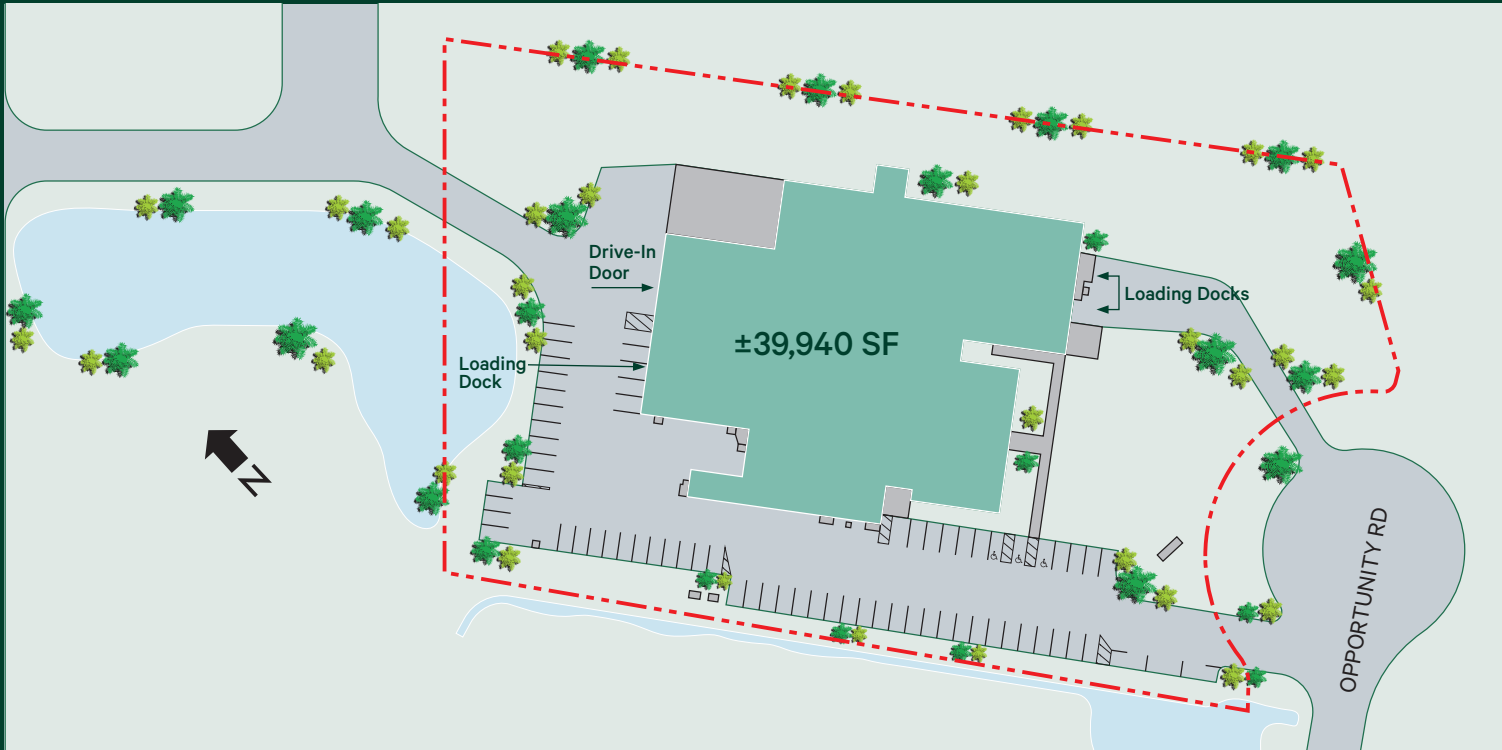 Drive-In
Door
Loading Docks
±39,940 SF
Loading
Dock
N
OPPORTUNITY RD